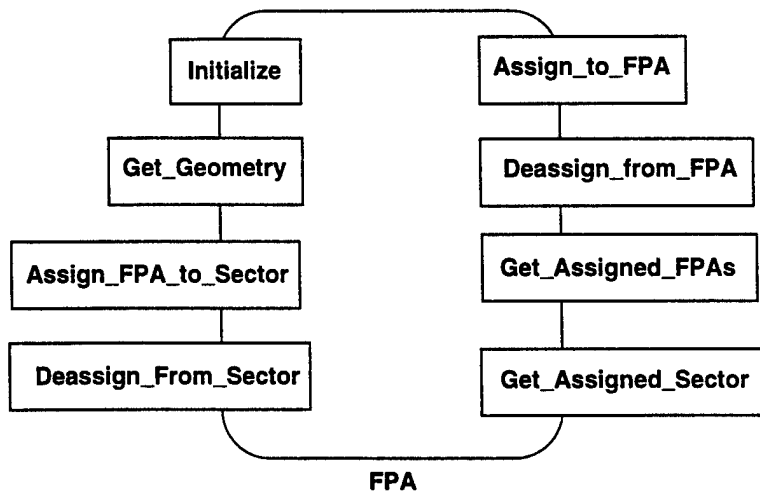 Initialize
Get_Geometry
Assign_FPA_to_Sector
Deassign_From_Sector
Assign_to_FPA
Deassign_from_FPA
Get_Assigned_FPAs
Get_Assigned_Sector
FPA